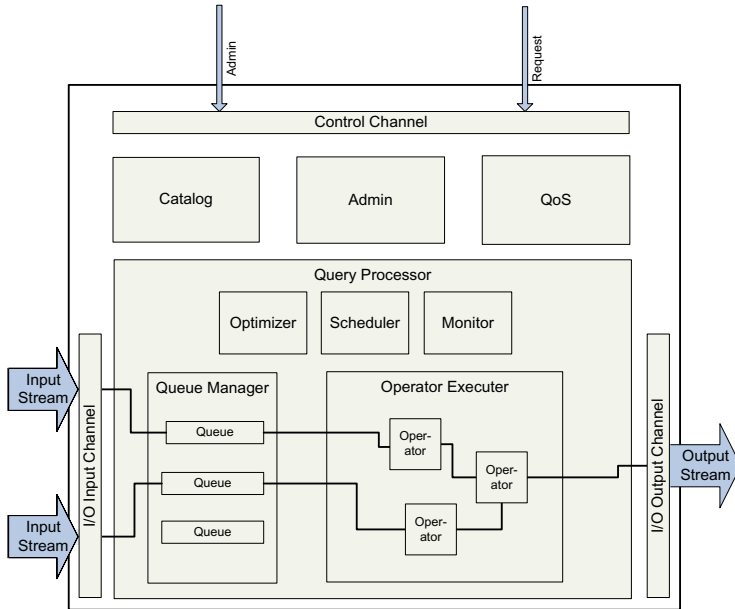 Admin
Request
Control Channel
Catalog
Admin
QoS
Query Processor
Optimizer
Scheduler
Monitor
Queue Manager
Operator Executer
Input
Stream
I/O Input Channel
Queue
Oper-
ator
Queue
Oper-
ator
Input
Stream
Queue
Oper-
ator
I/O Output Channel
Output
Stream